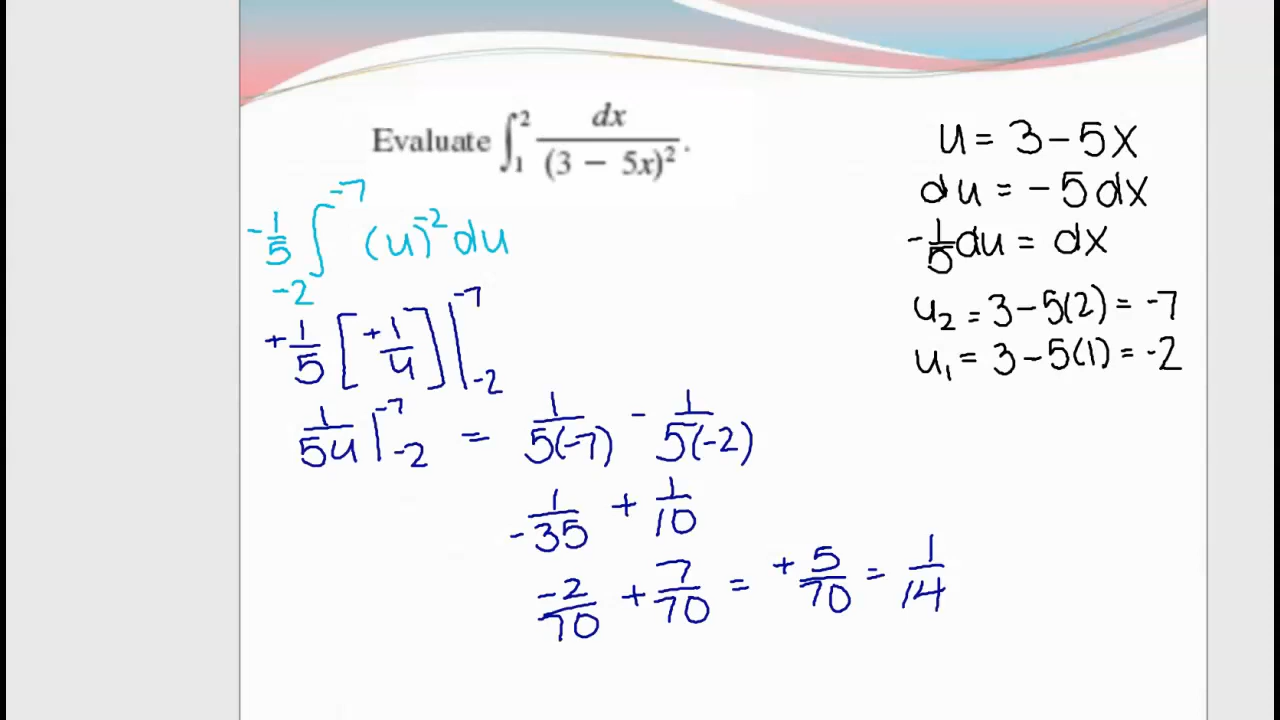 Evaluate ∫₁² dx/(3 − 5x)².
u = 3 − 5x
du = −5dx
−1/5 du = dx
u₂ = 3 − 5(2) = −7
u₁ = 3 − 5(1) = −2
−1/5 ∫₋₂⁻⁷ (u)⁻² du
+1/5 [+1/u] |₋₂⁻⁷
1/5u |₋₂⁻⁷ = 1/5(−7) − 1/5(−2)
−1/35 + 1/10
−2/70 + 7/70 = +5/70 = 1/14